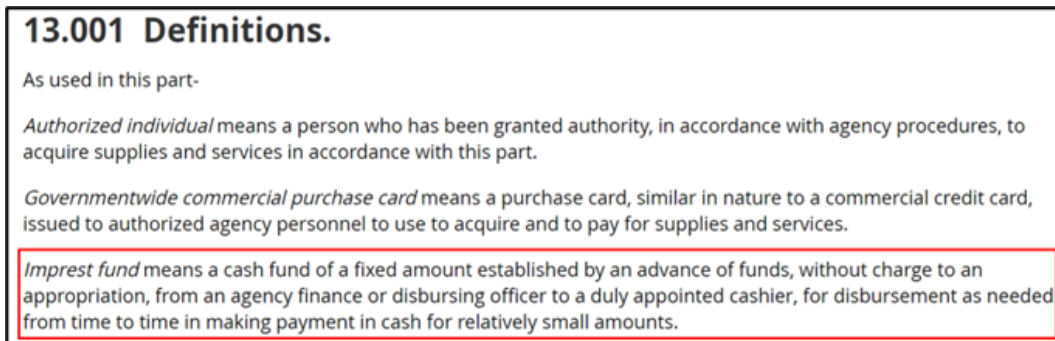 13.001 Definitions.
As used in this part-
Authorized individual means a person who has been granted authority, in accordance with agency procedures, to
acquire supplies and services in accordance with this part.
Governmentwide commercial purchase card means a purchase card, similar in nature to a commercial credit card,
issued to authorized agency personnel to use to acquire and to pay for supplies and services.
Imprest fund means a cash fund of a fixed amount established by an advance of funds, without charge to an
appropriation, from an agency finance or disbursing officer to a duly appointed cashier, for disbursement as needed
from time to time in making payment in cash for relatively small amounts.